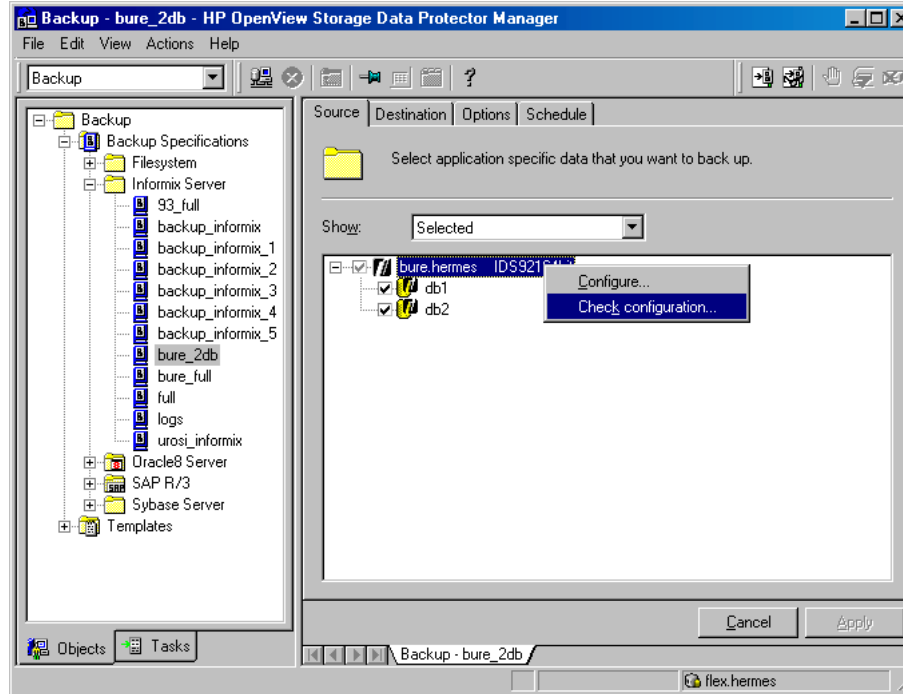 Backup - bure_2db - HP OpenView Storage Data Protector Manager
File Edit View Actions Help
Backup
Source Destination Options Schedule
Backup
Backup Specifications
Filesystem
Informix Server
93_full
backup_informix
backup_informix_1
backup_informix_2
backup_informix_3
backup_informix_4
backup_informix_5
bure_2db
bure_full
full
logs
urosi_informix
Oracle8 Server
SAP R/3
Sybase Server
Templates
Select application specific data that you want to back up.
Show: Selected
bure.hermes
db1
db2
Configure...
Check configuration...
Cancel Apply
Objects Tasks
Backup - bure_2db
flex.hermes